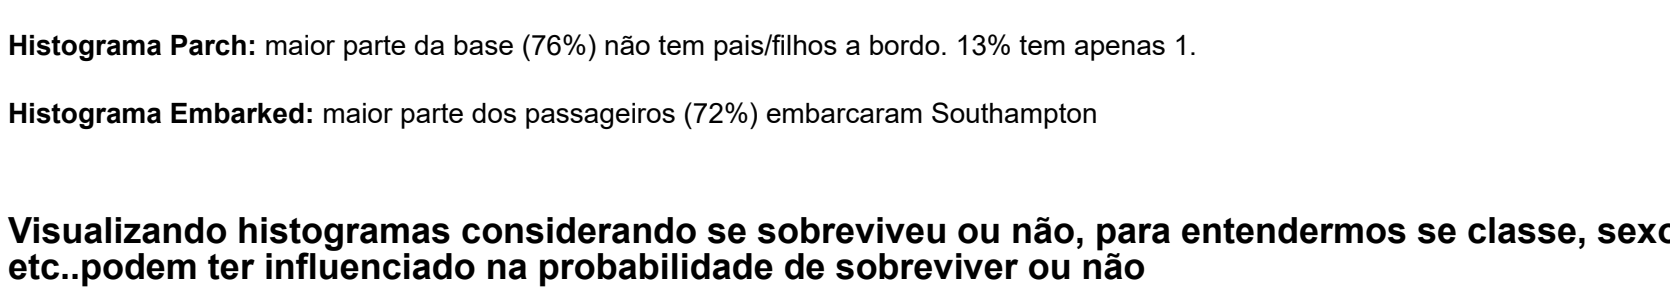 Histograma Parch: maior parte da base (76%) não tem pais/filhos a bordo. 13% tem apenas 1.
Histograma Embarked: maior parte dos passageiros (72%) embarcaram Southampton
Visualizando histogramas considerando se sobreviveu ou não, para entendermos se classe, sexo
etc..podem ter influenciado na probabilidade de sobreviver ou não